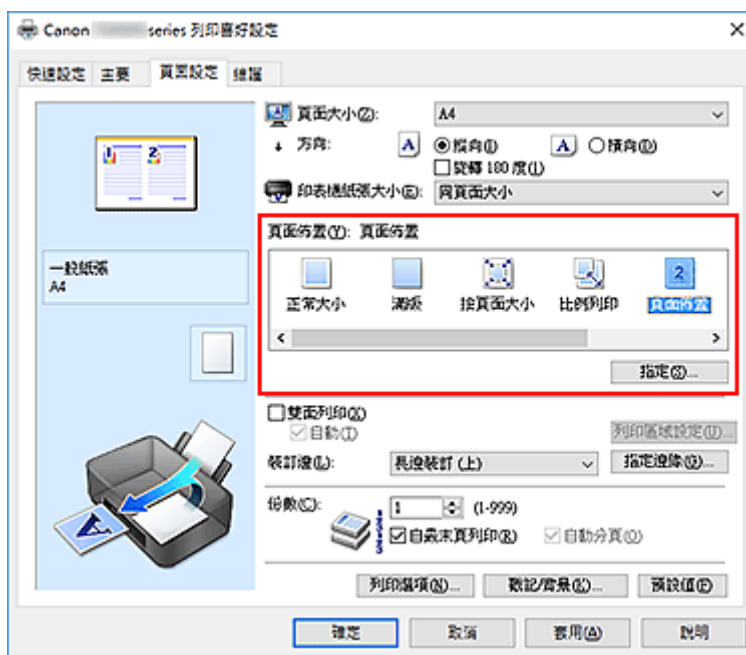 Canon series 列印喜好設定
快速設定 主要 頁面設定 維護
頁面大小(Z): A4
方向: A 縱向(I) A 橫向(D)
旋轉 180 度(J)
印表機紙張大小(E): 同頁面大小
1 2
頁面佈置(Y): 頁面佈置
2
正常大小 滿版 按頁面大小 比例列印 頁面佈置
一般紙張
A4
指定(S)...
雙面列印(X)
自動(T) 列印區域設定(U)...
裝訂邊(L): 長邊裝訂 (上) 指定邊條(G)...
份數(C): 1 (1-999)
自最末頁列印(R) 自動分頁(O)
列印選項(N)... 戳記/背景(K)... 預設值(F)
確定 取消 套用(A) 說明